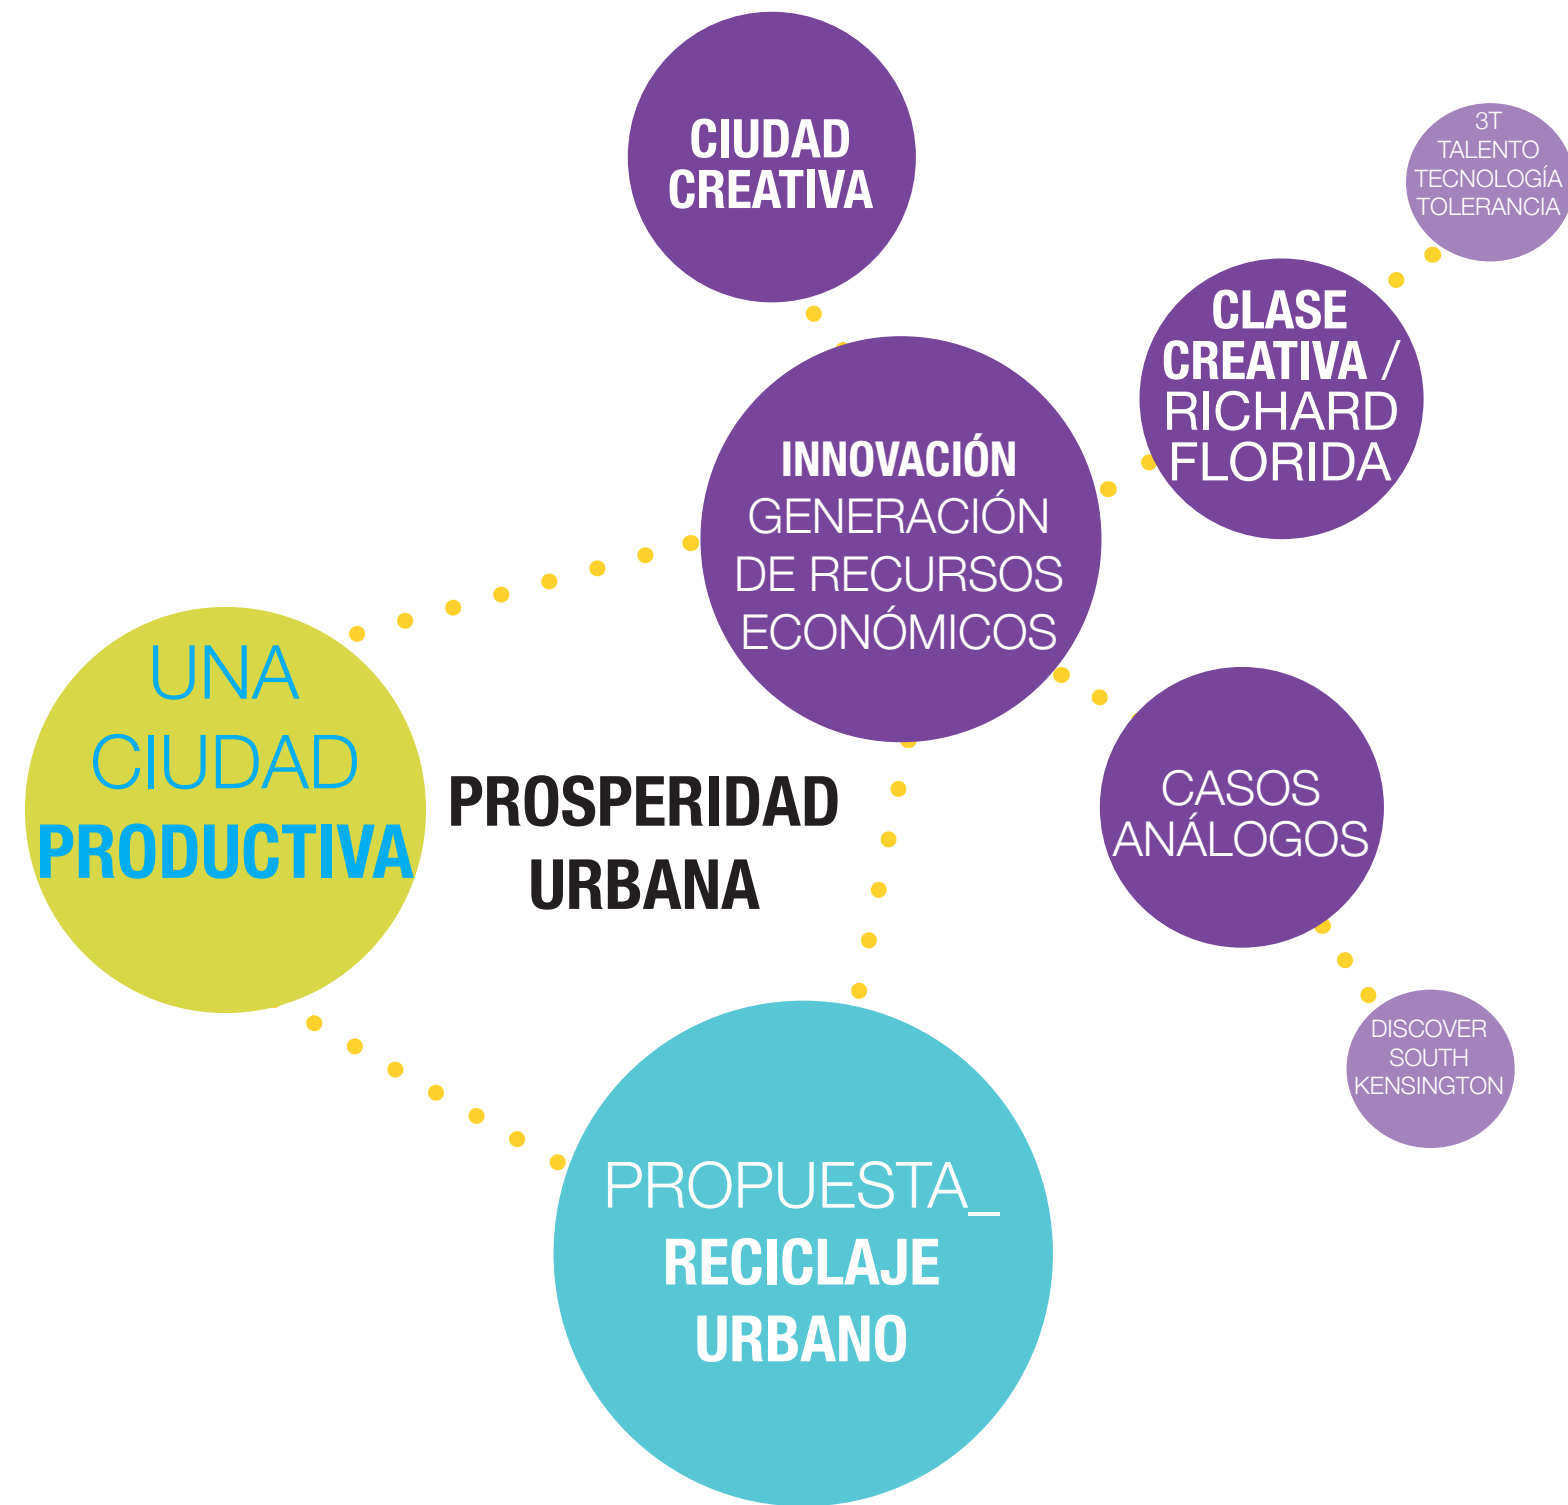 CIUDAD
CREATIVA
3T
TALENTO
TECNOLOGÍA
TOLERANCIA
CLASE
CREATIVA /
RICHARD
FLORIDA
INNOVACIÓN
GENERACIÓN
DE RECURSOS
ECONÓMICOS
UNA
CIUDAD
PRODUCTIVA
PROSPERIDAD
URBANA
CASOS
ANÁLOGOS
DISCOVER
SOUTH
KENSINGTON
PROPUESTA_
RECICLAJE
URBANO